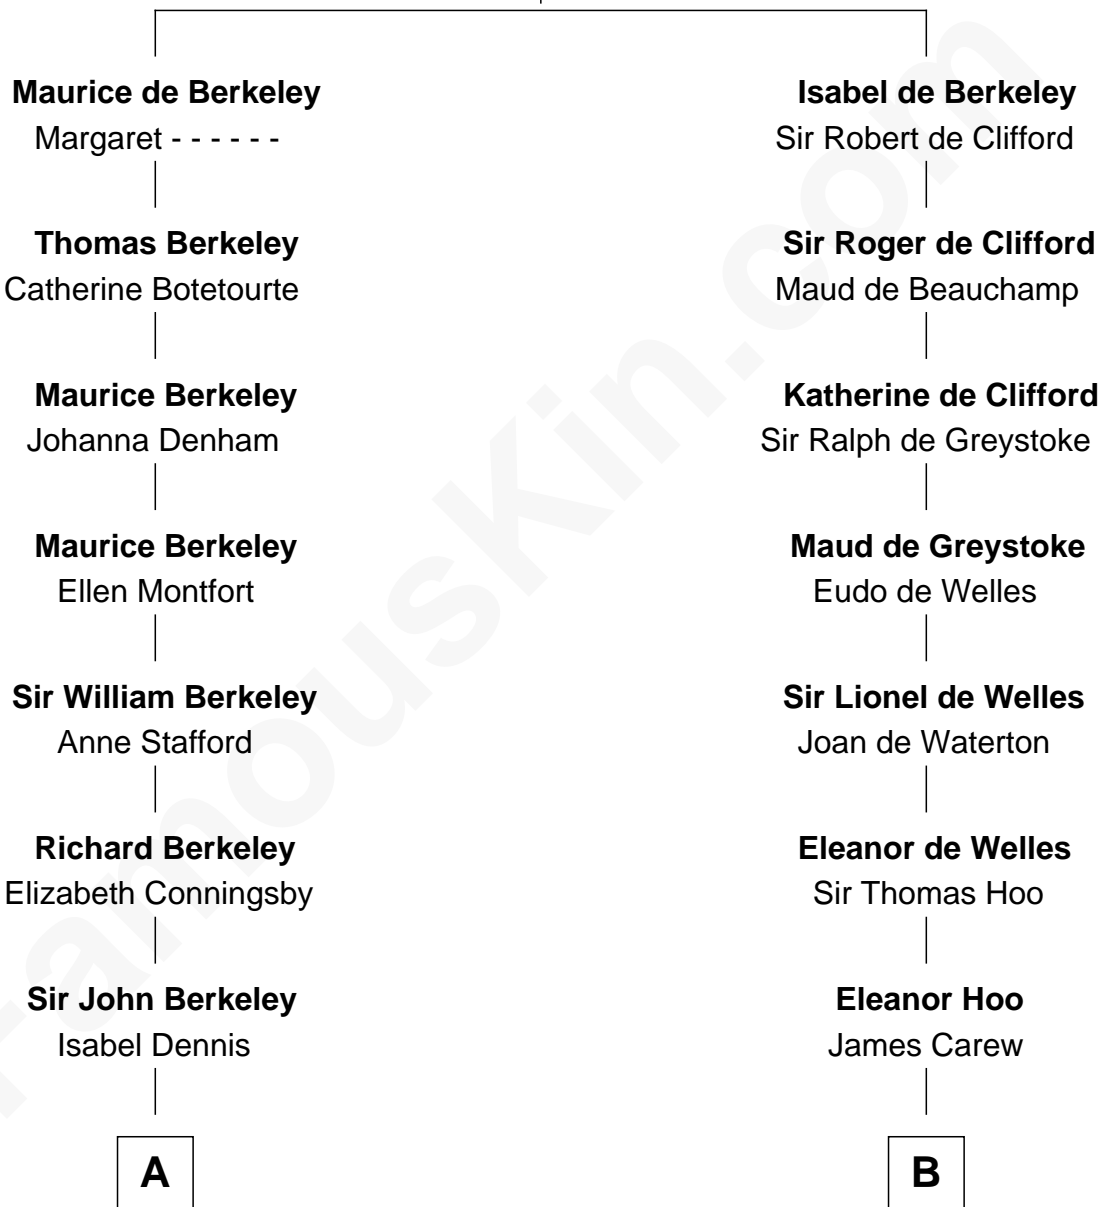 Maurice de Berkeley
Margaret - - - - - -
Isabel de Berkeley
Sir Robert de Clifford
Thomas Berkeley
Catherine Botetourte
Sir Roger de Clifford
Maud de Beauchamp
Maurice Berkeley
Johanna Denham
Katherine de Clifford
Sir Ralph de Greystoke
Maurice Berkeley
Ellen Montfort
Maud de Greystoke
Eudo de Welles
Sir William Berkeley
Anne Stafford
Sir Lionel de Welles
Joan de Waterton
Richard Berkeley
Elizabeth Conningsby
Eleanor de Welles
Sir Thomas Hoo
Sir John Berkeley
Isabel Dennis
Eleanor Hoo
James Carew
A
B
FamousKin.com